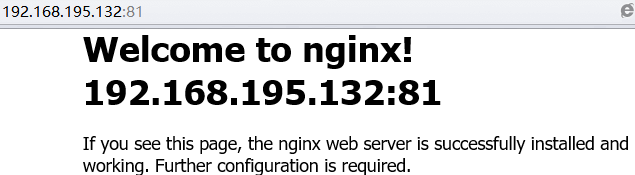 192.168.195.132:81
Welcome to nginx!
192.168.195.132:81
If you see this page, the nginx web server is successfully installed and
working. Further configuration is required.